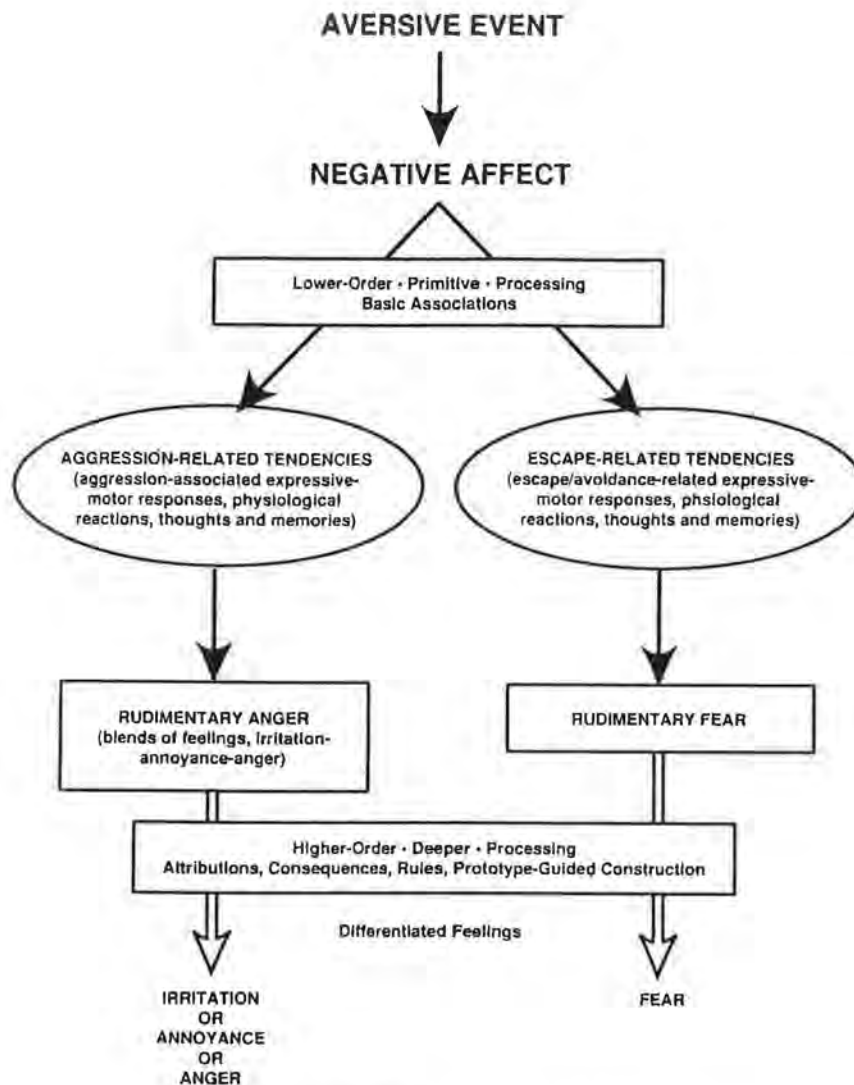 AVERSIVE EVENT
NEGATIVE AFFECT
Lower-Order • Primitive • Processing
Basic Associations
AGGRESSION-RELATED TENDENCIES
(aggression-associated expressive-
motor responses, physiological
reactions, thoughts and memories)
ESCAPE-RELATED TENDENCIES
(escape/avoidance-related expressive-
motor responses, phsiological
reactions, thoughts and memories)
RUDIMENTARY ANGER
(blends of feelings, irritation-
annoyance-anger)
RUDIMENTARY FEAR
Higher-Order • Deeper • Processing
Attributions, Consequences, Rules, Prototype-Guided Construction
Differentiated Feelings
IRRITATION
OR
ANNOYANCE
OR
ANGER
FEAR